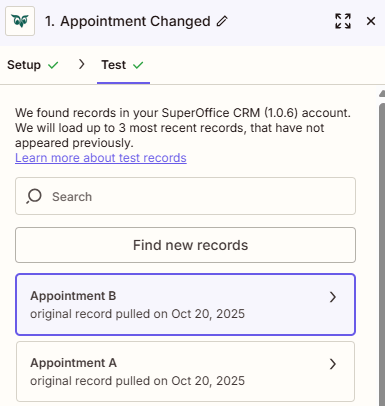 1. Appointment Changed
Setup
Test
We found records in your SuperOffice CRM (1.0.6) account.
We will load up to 3 most recent records, that have not
appeared previously.
Learn more about test records
Search
Find new records
Appointment B
original record pulled on Oct 20, 2025
Appointment A
original record pulled on Oct 20, 2025